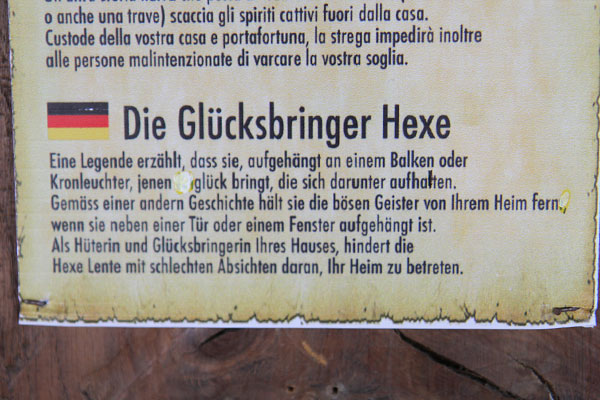 o anche una trave) scaccia gli spiriti cattivi fuori dalla casa.
Custode della vostra casa e portafortuna, la strega impedirà inoltre
alle persone malintenzionate di varcare la vostra soglia.
Die Glücksbringer Hexe
Eine Legende erzählt, dass sie, aufgehängt an einem Balken oder
Kronleuchter, jenen glück bringt, die sich darunter aufhalten.
Gemäss einer andern Geschichte hält sie die bösen Geister von Ihrem Heim fern,
wenn sie neben einer Tür oder einem Fenster aufgehängt ist.
Als Hüterin und Glücksbringerin Ihres Hauses, hindert die
Hexe Lente mit schlechten Absichten daran, Ihr Heim zu betreten.